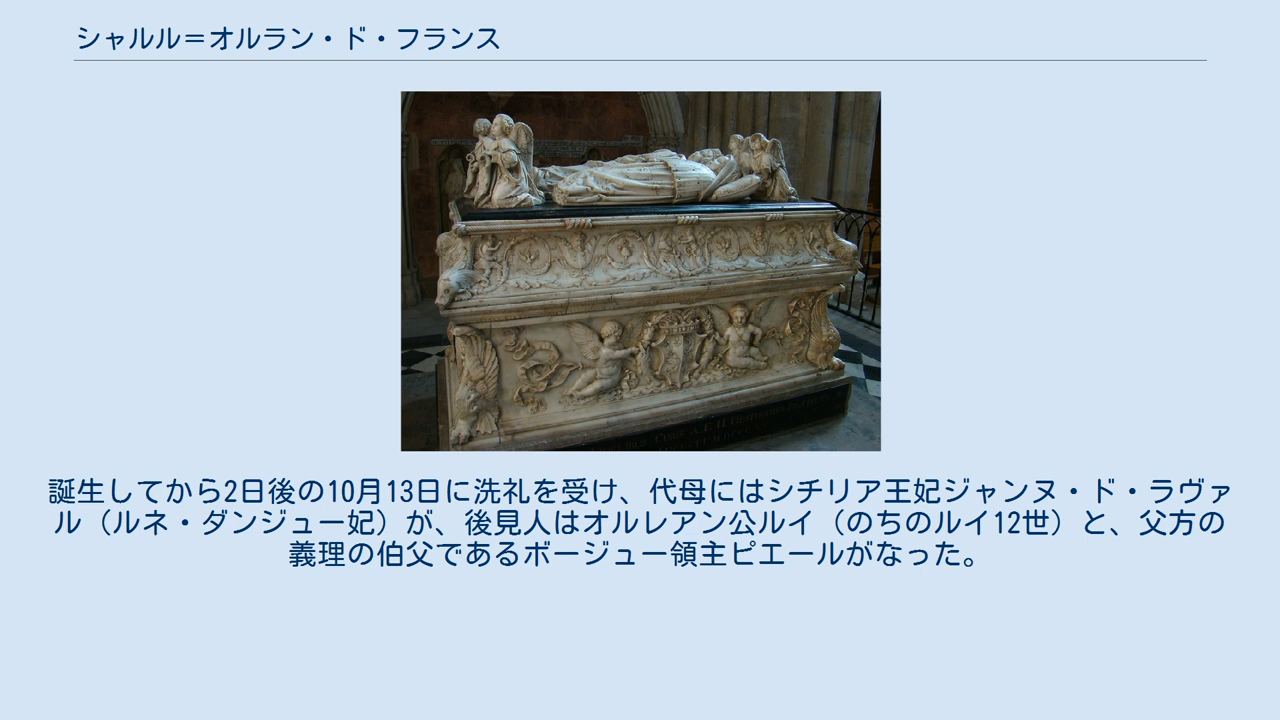 シャルル＝オルラン・ド・フランス
誕生してから2日後の10月13日に洗礼を受け、代母にはシチリア王妃ジャンヌ・ド・ラヴァ
ル（ルネ・ダンジュー妃）が、後見人はオルレアン公ルイ（のちのルイ12世）と、父方の
義理の伯父であるボージュー領主ピエールがなった。